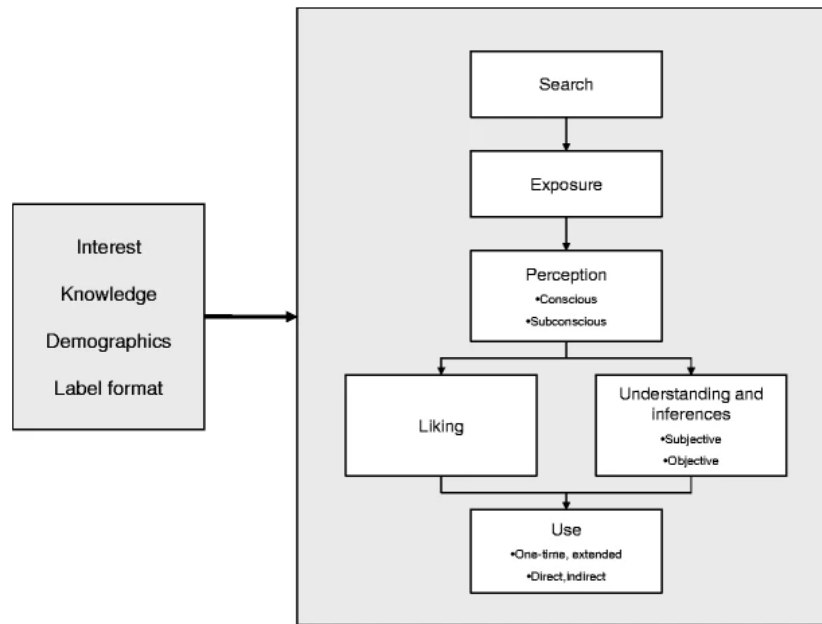 Interest
Knowledge
Demographics
Label format
Search
Exposure
Perception
•Conscious
•Subconscious
Liking
Understanding and
inferences
•Subjective
•Objective
Use
•One-time, extended
•Direct,indirect